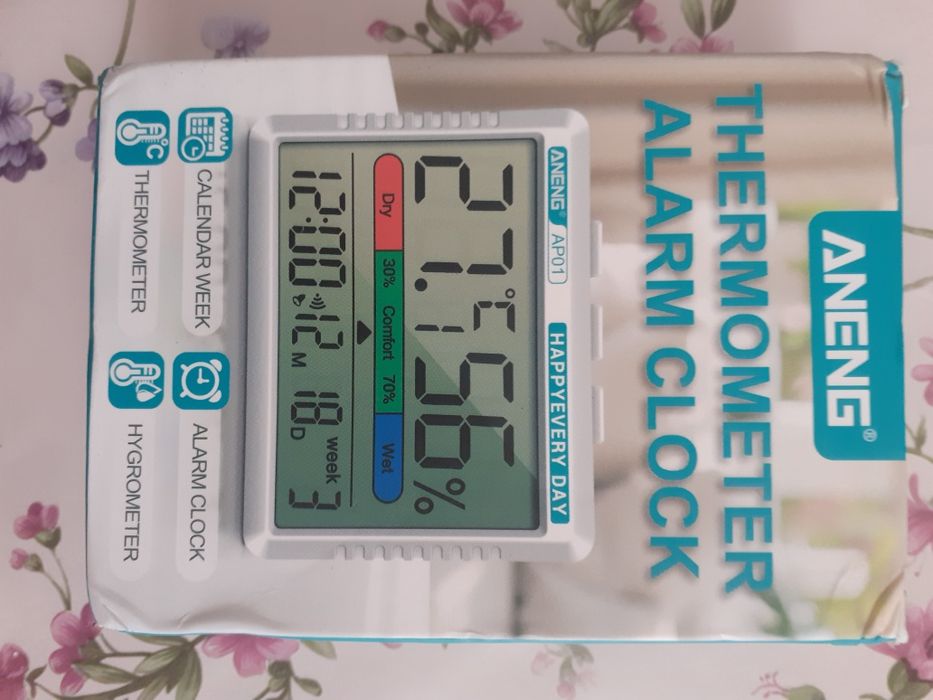 ANENG®
THERMOMETER
ALARM CLOCK
ANENG® AP01 HAPPYEVERY DAY
27.1°C 56%
Dry 30% Comfort 70% Wet
12:00 12 M 18 D week 3
CALENDAR WEEK ALARM CLOCK
THERMOMETER HYGROMETER
°C